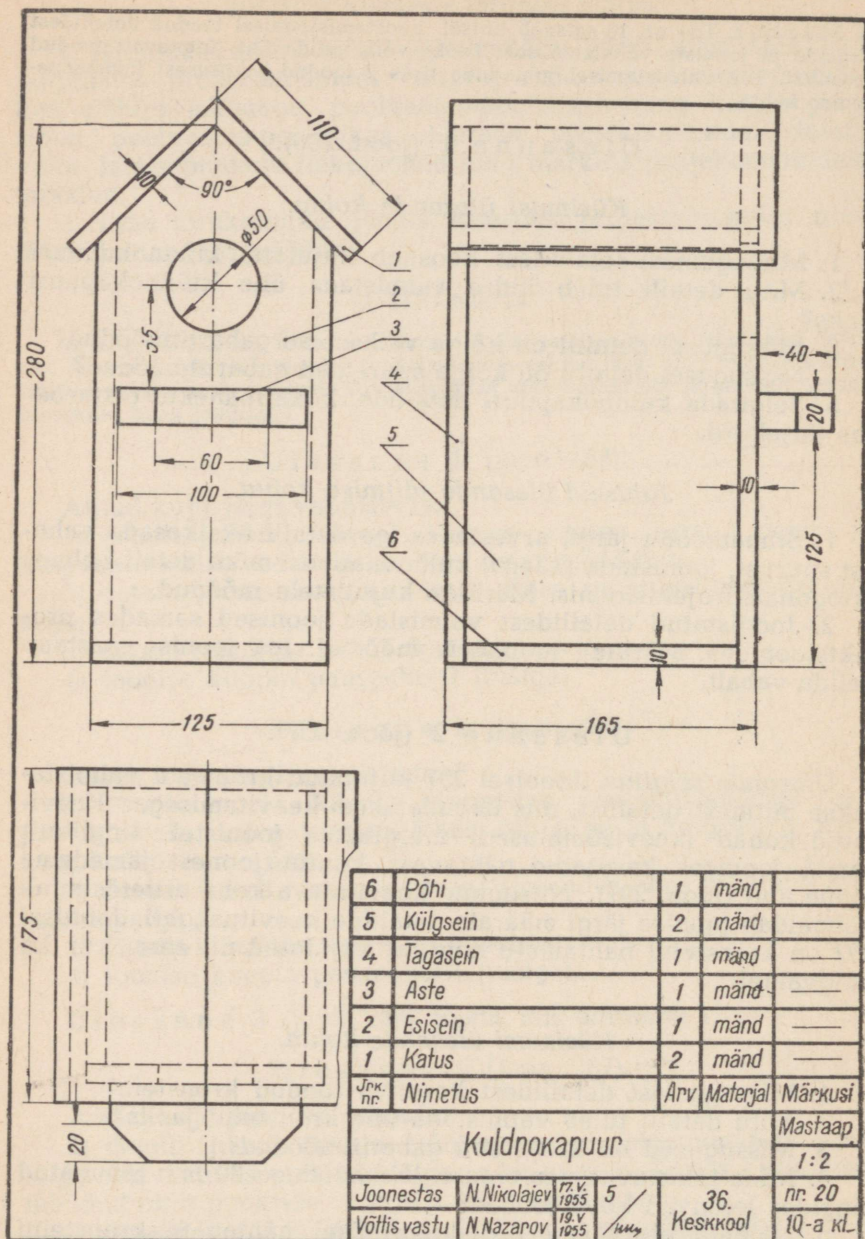 110
10
90°
ϕ50
1
2
3
55
280
4
40
5
20
60
100
10
125
6
10
125
165
175
20
6 Põhi 1 mänd
5 Külgsein 2 mänd
4 Tagasein 1 mänd
3 Aste 1 mänd
2 Esisein 1 mänd
1 Katus 2 mänd
Jrk. nr. Nimetus Arv Materjal Märkusi
Kuldnokapuur
Mastaap
1:2
Joonestas N.Nikolajev 17.V. 1955 5
36. Keskkool
nr. 20
Võttis vastu N.Nazarov 19.V 1955
10-a kl.